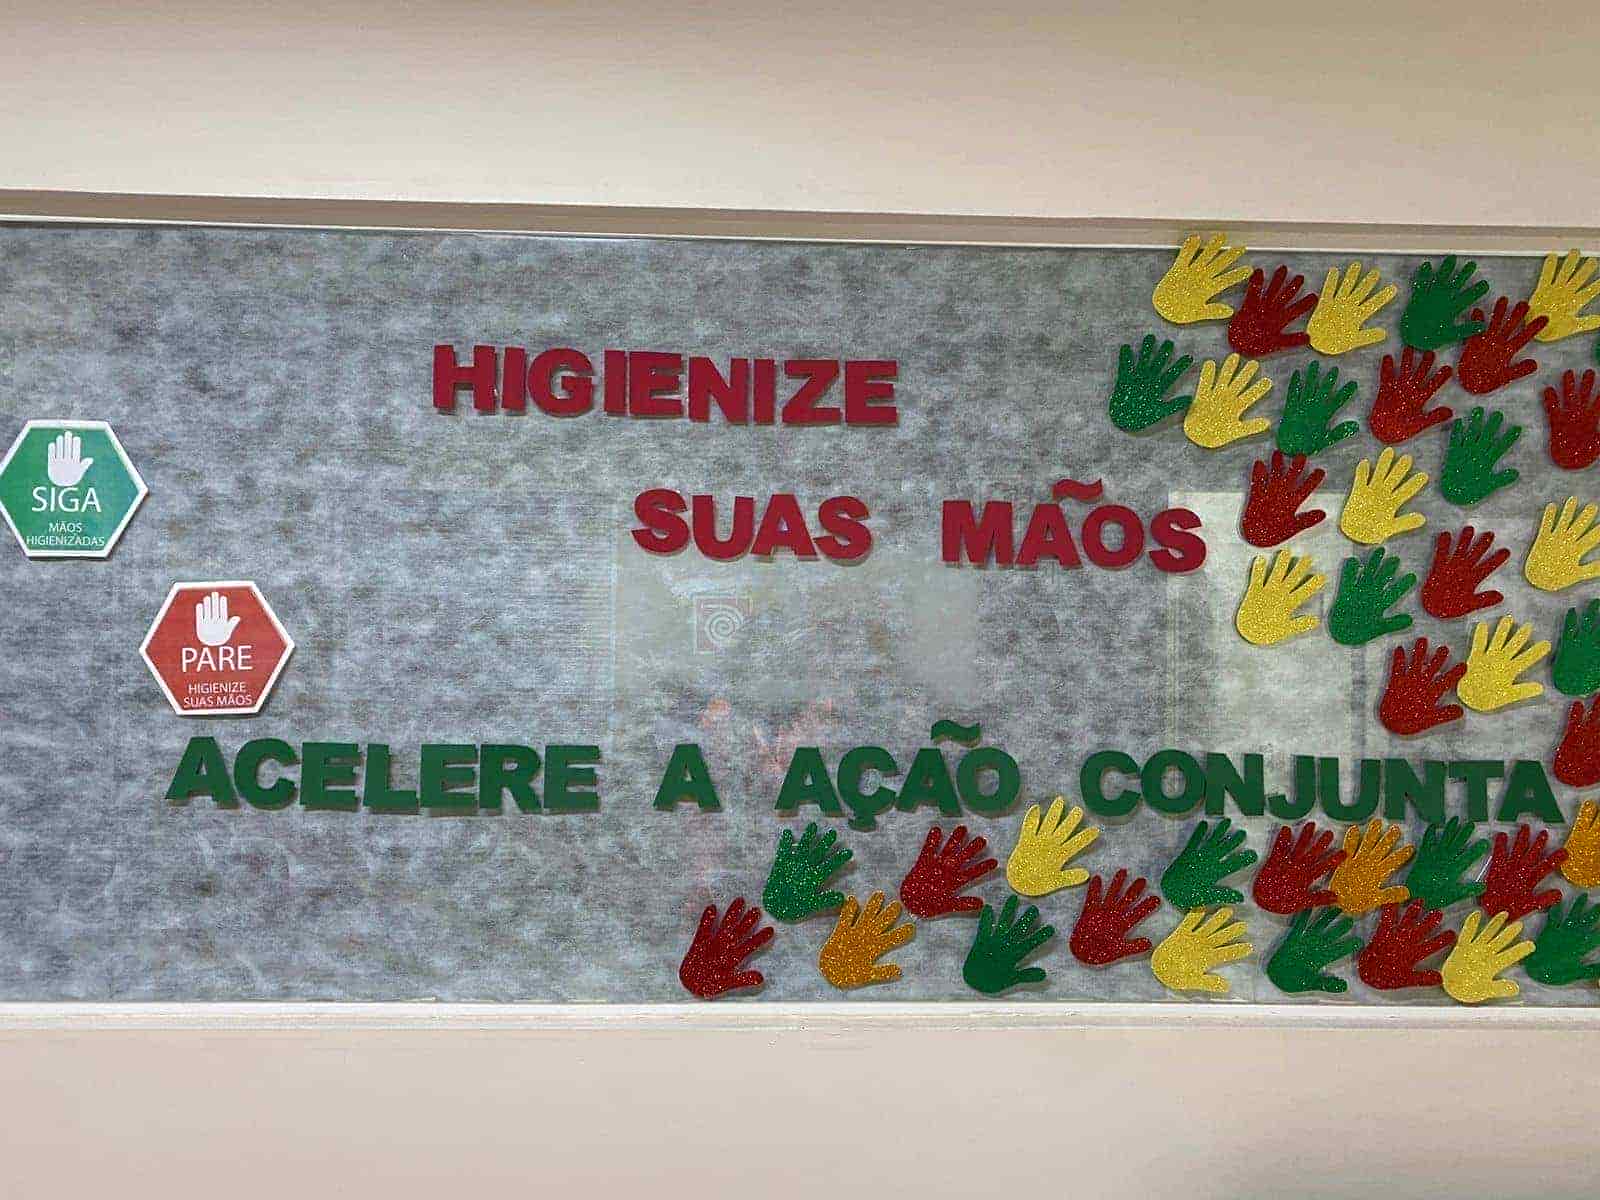 HIGIENIZE
SUAS MÃOS
SIGA
MÃOS
HIGIENIZADAS
PARE
HIGIENIZE
SUAS MÃOS
ACELERE A AÇÃO CONJUNTA